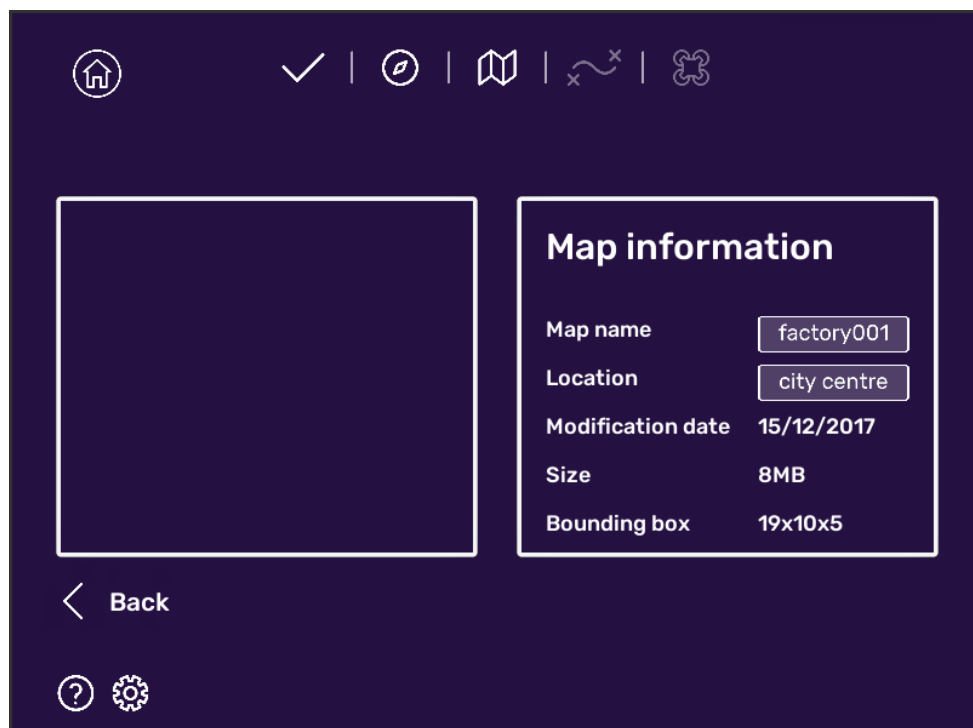 Map information
Map name factory001
Location city centre
Modification date 15/12/2017
Size 8MB
Bounding box 19x10x5
Back
?